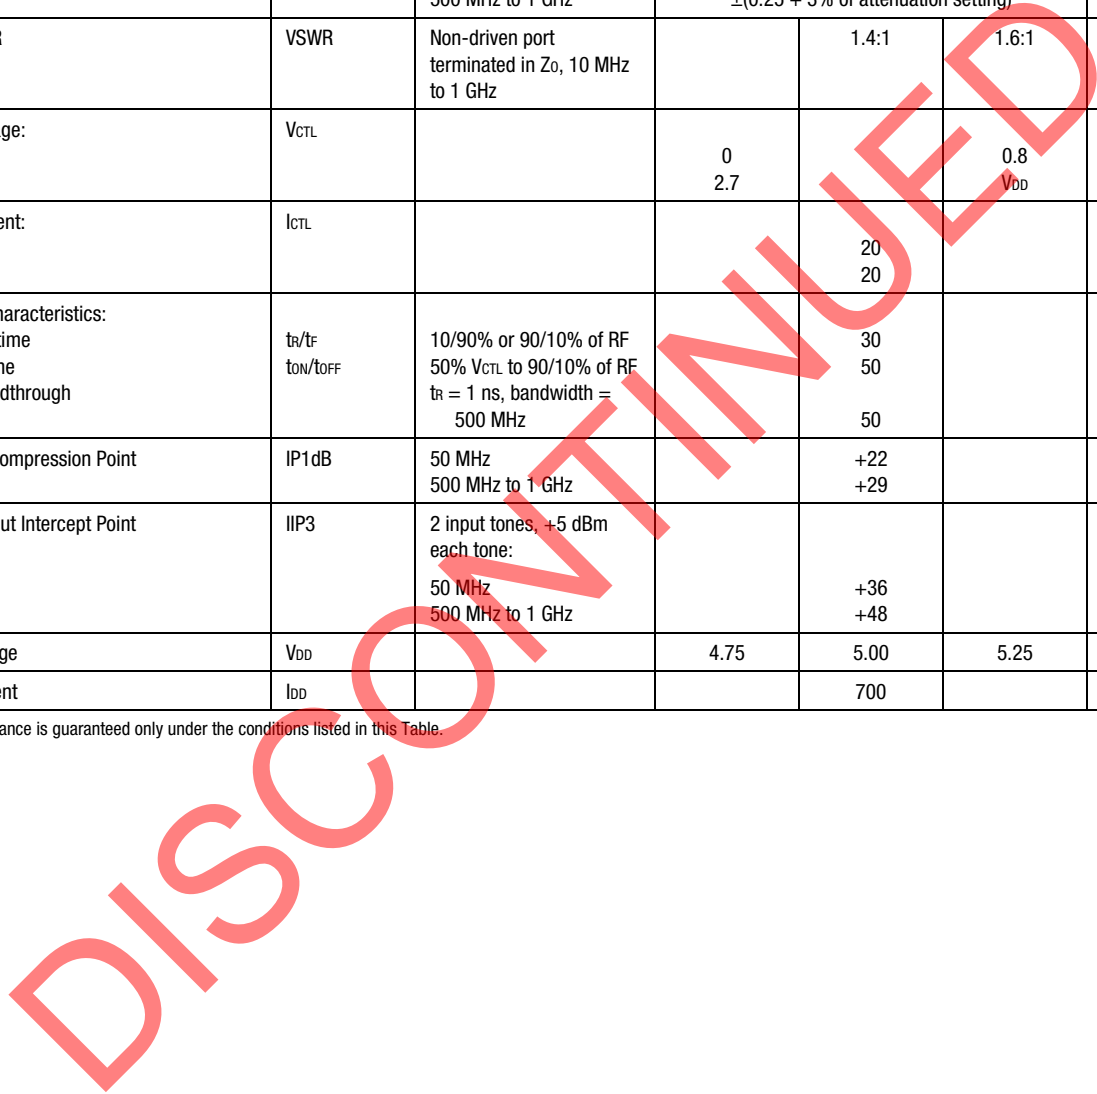 500 MHz to 1 GHz ±(0.25 + 3% of attenuation setting)
VSWR Non-driven port 1.4:1 1.6:1
terminated in Z0, 10 MHz
to 1 GHz
ge: VCTL
0 0.8
2.7 VDD
ent: ICTL
20
20
haracteristics:
time tR/tF 10/90% or 90/10% of RF 30
ne tON/tOFF 50% VCTL to 90/10% of RF 50
dthrough tR = 1 ns, bandwidth =
500 MHz 50
ompression Point IP1dB 50 MHz +22
500 MHz to 1 GHz +29
ut Intercept Point IIP3 2 input tones, +5 dBm
each tone:
50 MHz +36
500 MHz to 1 GHz +48
ge VDD 4.75 5.00 5.25
ent IDD 700
ance is guaranteed only under the conditions listed in this Table.
DISCONTINUED